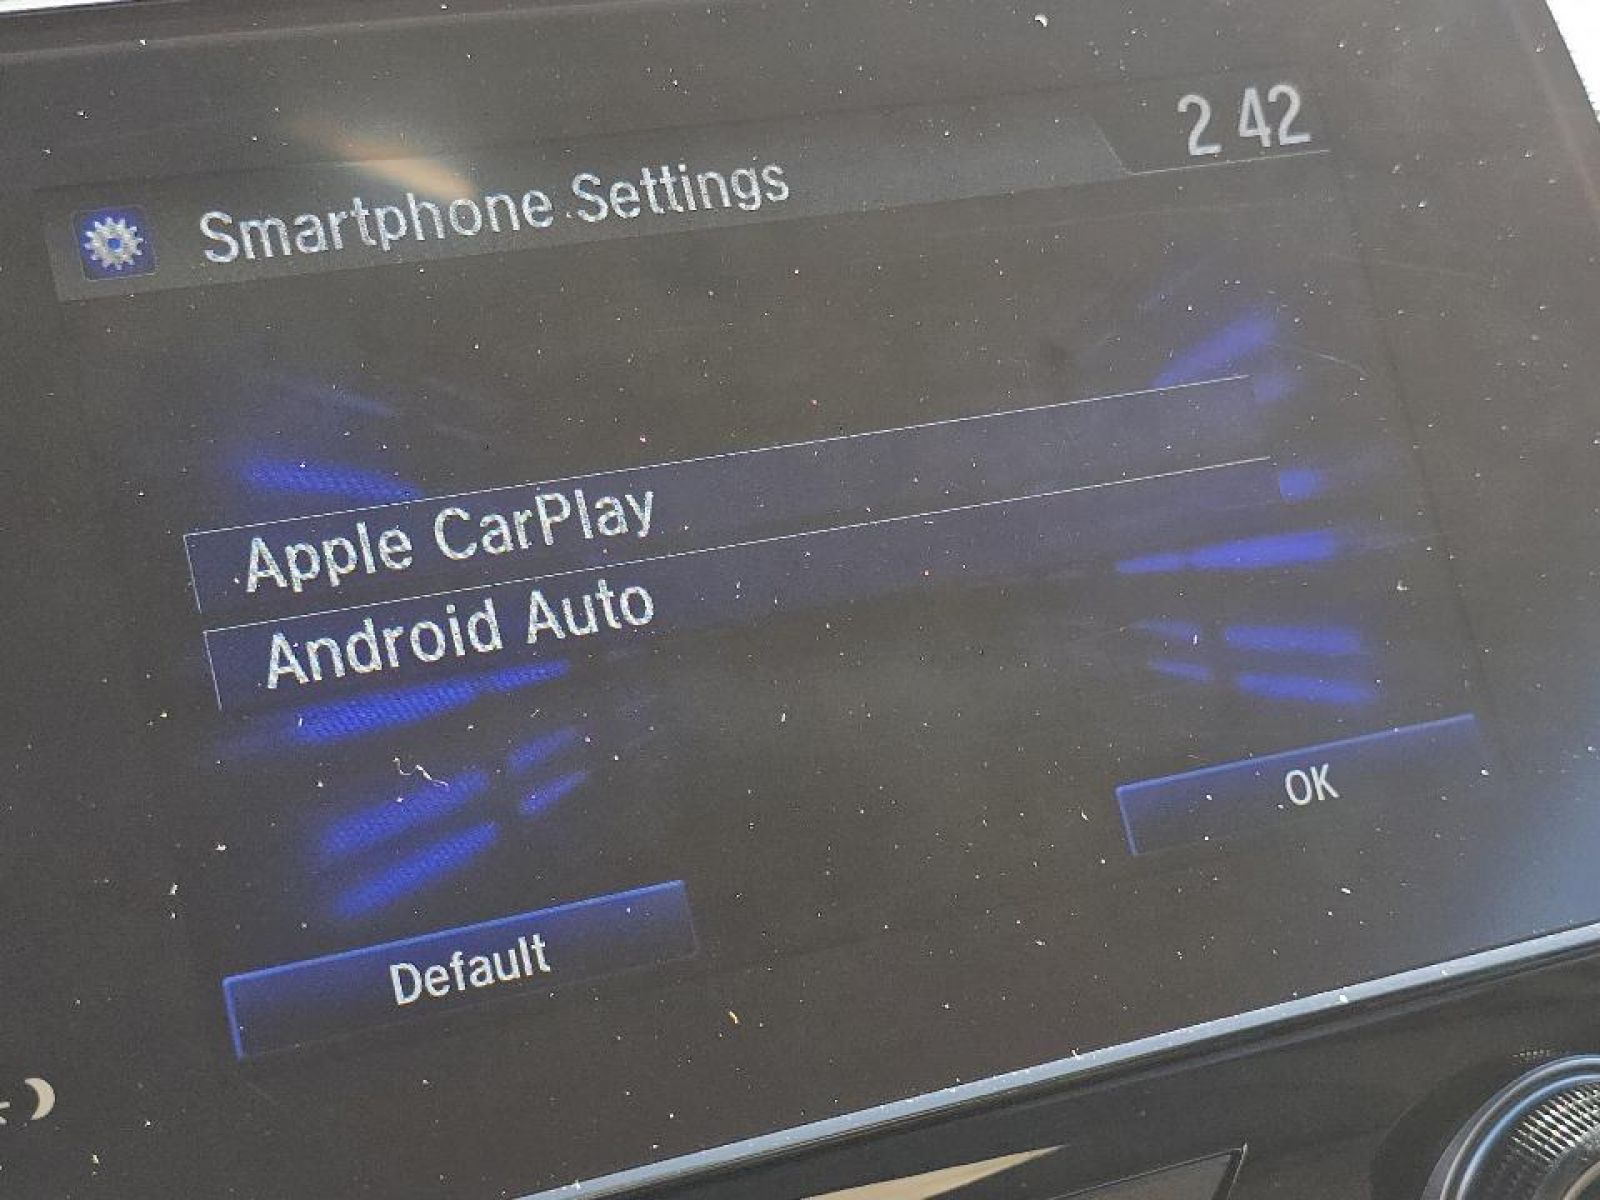 2 42
Smartphone Settings
Apple CarPlay
Android Auto
OK
Default